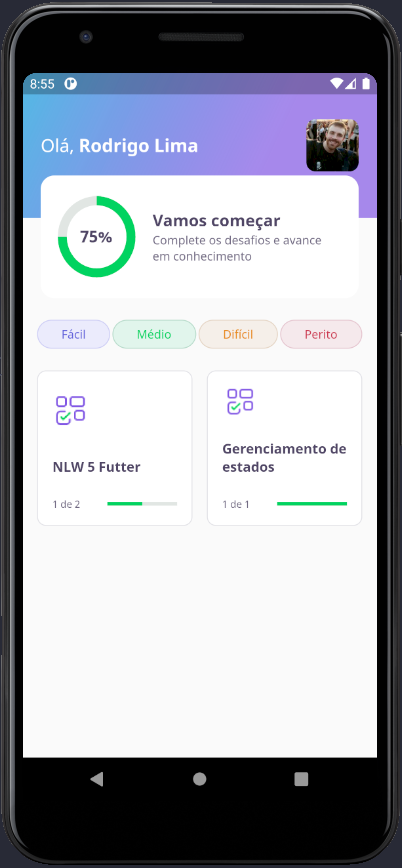 8:55
Olá, Rodrigo Lima
75%
Vamos começar
Complete os desafios e avance
em conhecimento
Fácil
Médio
Difícil
Perito
NLW 5 Futter
1 de 2
Gerenciamento de
estados
1 de 1